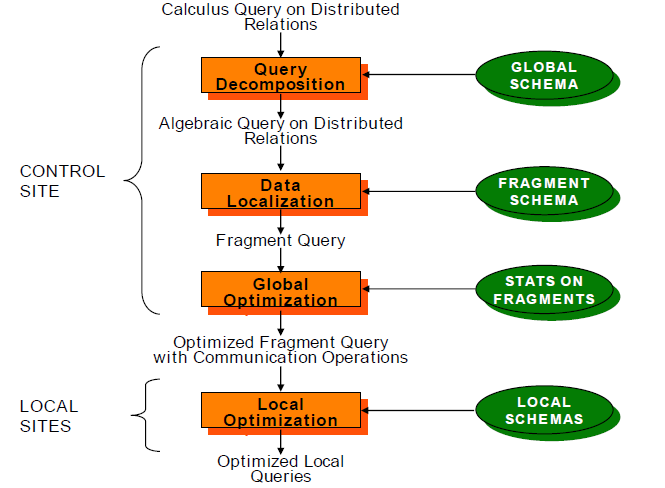 Calculus Query on Distributed
Relations
Query
Decomposition
GLOBAL
SCHEMA
Algebraic Query on Distributed
Relations
CONTROL
SITE
Data
Localization
FRAGMENT
SCHEMA
Fragment Query
Global
Optimization
STATS ON
FRAGMENTS
Optimized Fragment Query
with Communication Operations
LOCAL
SITES
Local
Optimization
LOCAL
SCHEMAS
Optimized Local
Queries